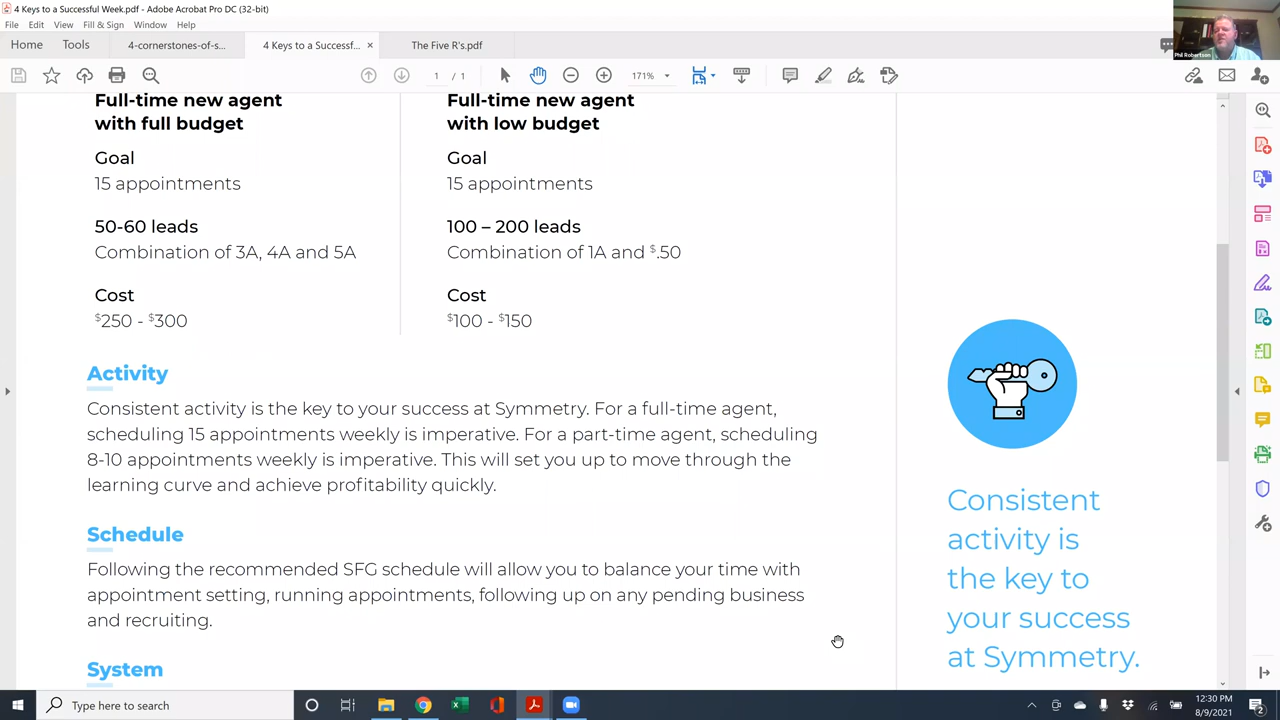 4 Keys to a Successful Week.pdf - Adobe Acrobat Pro DC (32-bit)
File Edit View Fill & Sign Window Help
Home Tools 4-cornerstones-of-s... 4 Keys to a Successf... × The Five R's.pdf
1 / 1 171%
Phil Robertson
Full-time new agent
with full budget
Goal
15 appointments
50-60 leads
Combination of 3A, 4A and 5A
Cost
$250 - $300
Full-time new agent
with low budget
Goal
15 appointments
100 – 200 leads
Combination of 1A and $.50
Cost
$100 - $150
Activity
Consistent activity is the key to your success at Symmetry. For a full-time agent,
scheduling 15 appointments weekly is imperative. For a part-time agent, scheduling
8-10 appointments weekly is imperative. This will set you up to move through the
learning curve and achieve profitability quickly.
Schedule
Following the recommended SFG schedule will allow you to balance your time with
appointment setting, running appointments, following up on any pending business
and recruiting.
System
Consistent
activity is
the key to
your success
at Symmetry.
Type here to search
12:30 PM
8/9/2021
2